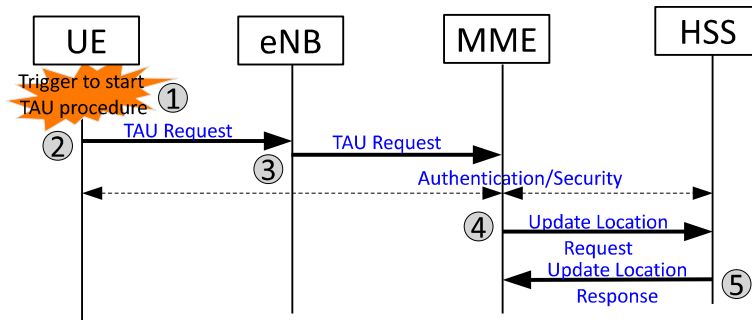 UE
eNB
MME
HSS
Trigger to start
TAU procedure
1
2
TAU Request
3
TAU Request
Authentication/Security
4
Update Location
Request
Update Location
Response
5